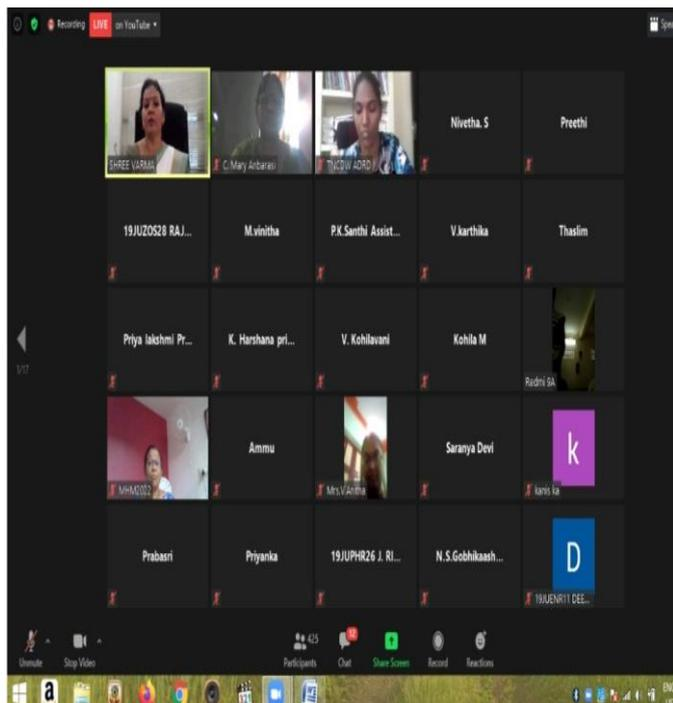 Recording LIVE on YouTube
SHREE VARMA C. Mary Anbarasi TNCDW ADRD Nivetha. S Preethi
19JUZOS28 RAJ... M.vinitha P.K.Santhi Assist... V.karthika Thaslim
Priya lakshmi Pr... K. Harshana pri... V. Kohilavani Kohila M Redmi 9A
1/17
MHM2022 Ammu Mrs.V.Anitha Saranya Devi k kanis ka
Prabasri Priyanka 19JUPHR26 J. RI... N.S.Gobhikaash... D 19JUENR11 DEE...
Unmute Stop Video Participants 425 Chat 12 Share Screen Record Reactions